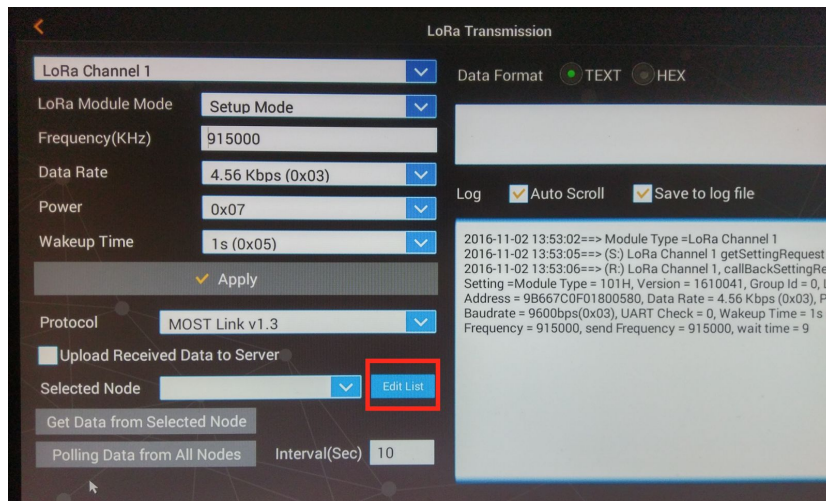 LoRa Transmission
LoRa Channel 1
LoRa Module Mode
Setup Mode
Frequency(KHz)
915000
Data Rate
4.56 Kbps (0x03)
Power
0x07
Wakeup Time
1s (0x05)
Apply
Protocol
MOST Link v1.3
Upload Received Data to Server
Selected Node
Edit List
Get Data from Selected Node
Polling Data from All Nodes
Interval(Sec)
10
Data Format
TEXT
HEX
Log
Auto Scroll
Save to log file
2016-11-02 13:53:02==> Module Type =LoRa Channel 1
2016-11-02 13:53:05==> (S:) LoRa Channel 1 getSettingRequest
2016-11-02 13:53:06==> (R:) LoRa Channel 1, callBackSettingRe
Setting =Module Type = 101H, Version = 1610041, Group Id = 0, L
Address = 9B667C0F01800580, Data Rate = 4.56 Kbps (0x03), P
Baudrate = 9600bps(0x03), UART Check = 0, Wakeup Time = 1s
Frequency = 915000, send Frequency = 915000, wait time = 9